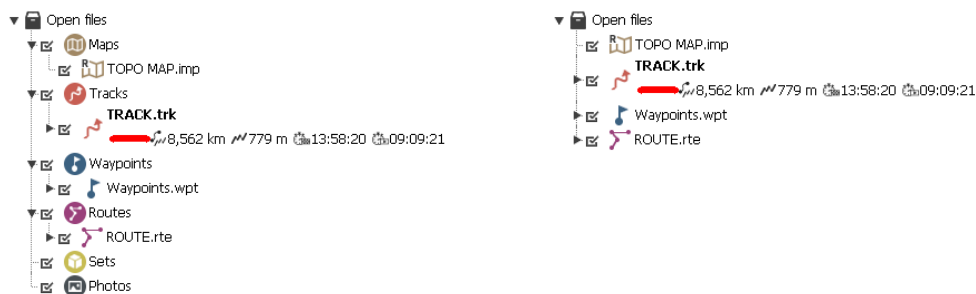 Open files
Maps
TOPO MAP.imp
Tracks
TRACK.trk
8,562 km 779 m 13:58:20 09:09:21
Waypoints
Waypoints.wpt
Routes
ROUTE.rte
Sets
Photos
Open files
R TOPO MAP.imp
TRACK.trk
8,562 km 779 m 13:58:20 09:09:21
Waypoints.wpt
ROUTE.rte